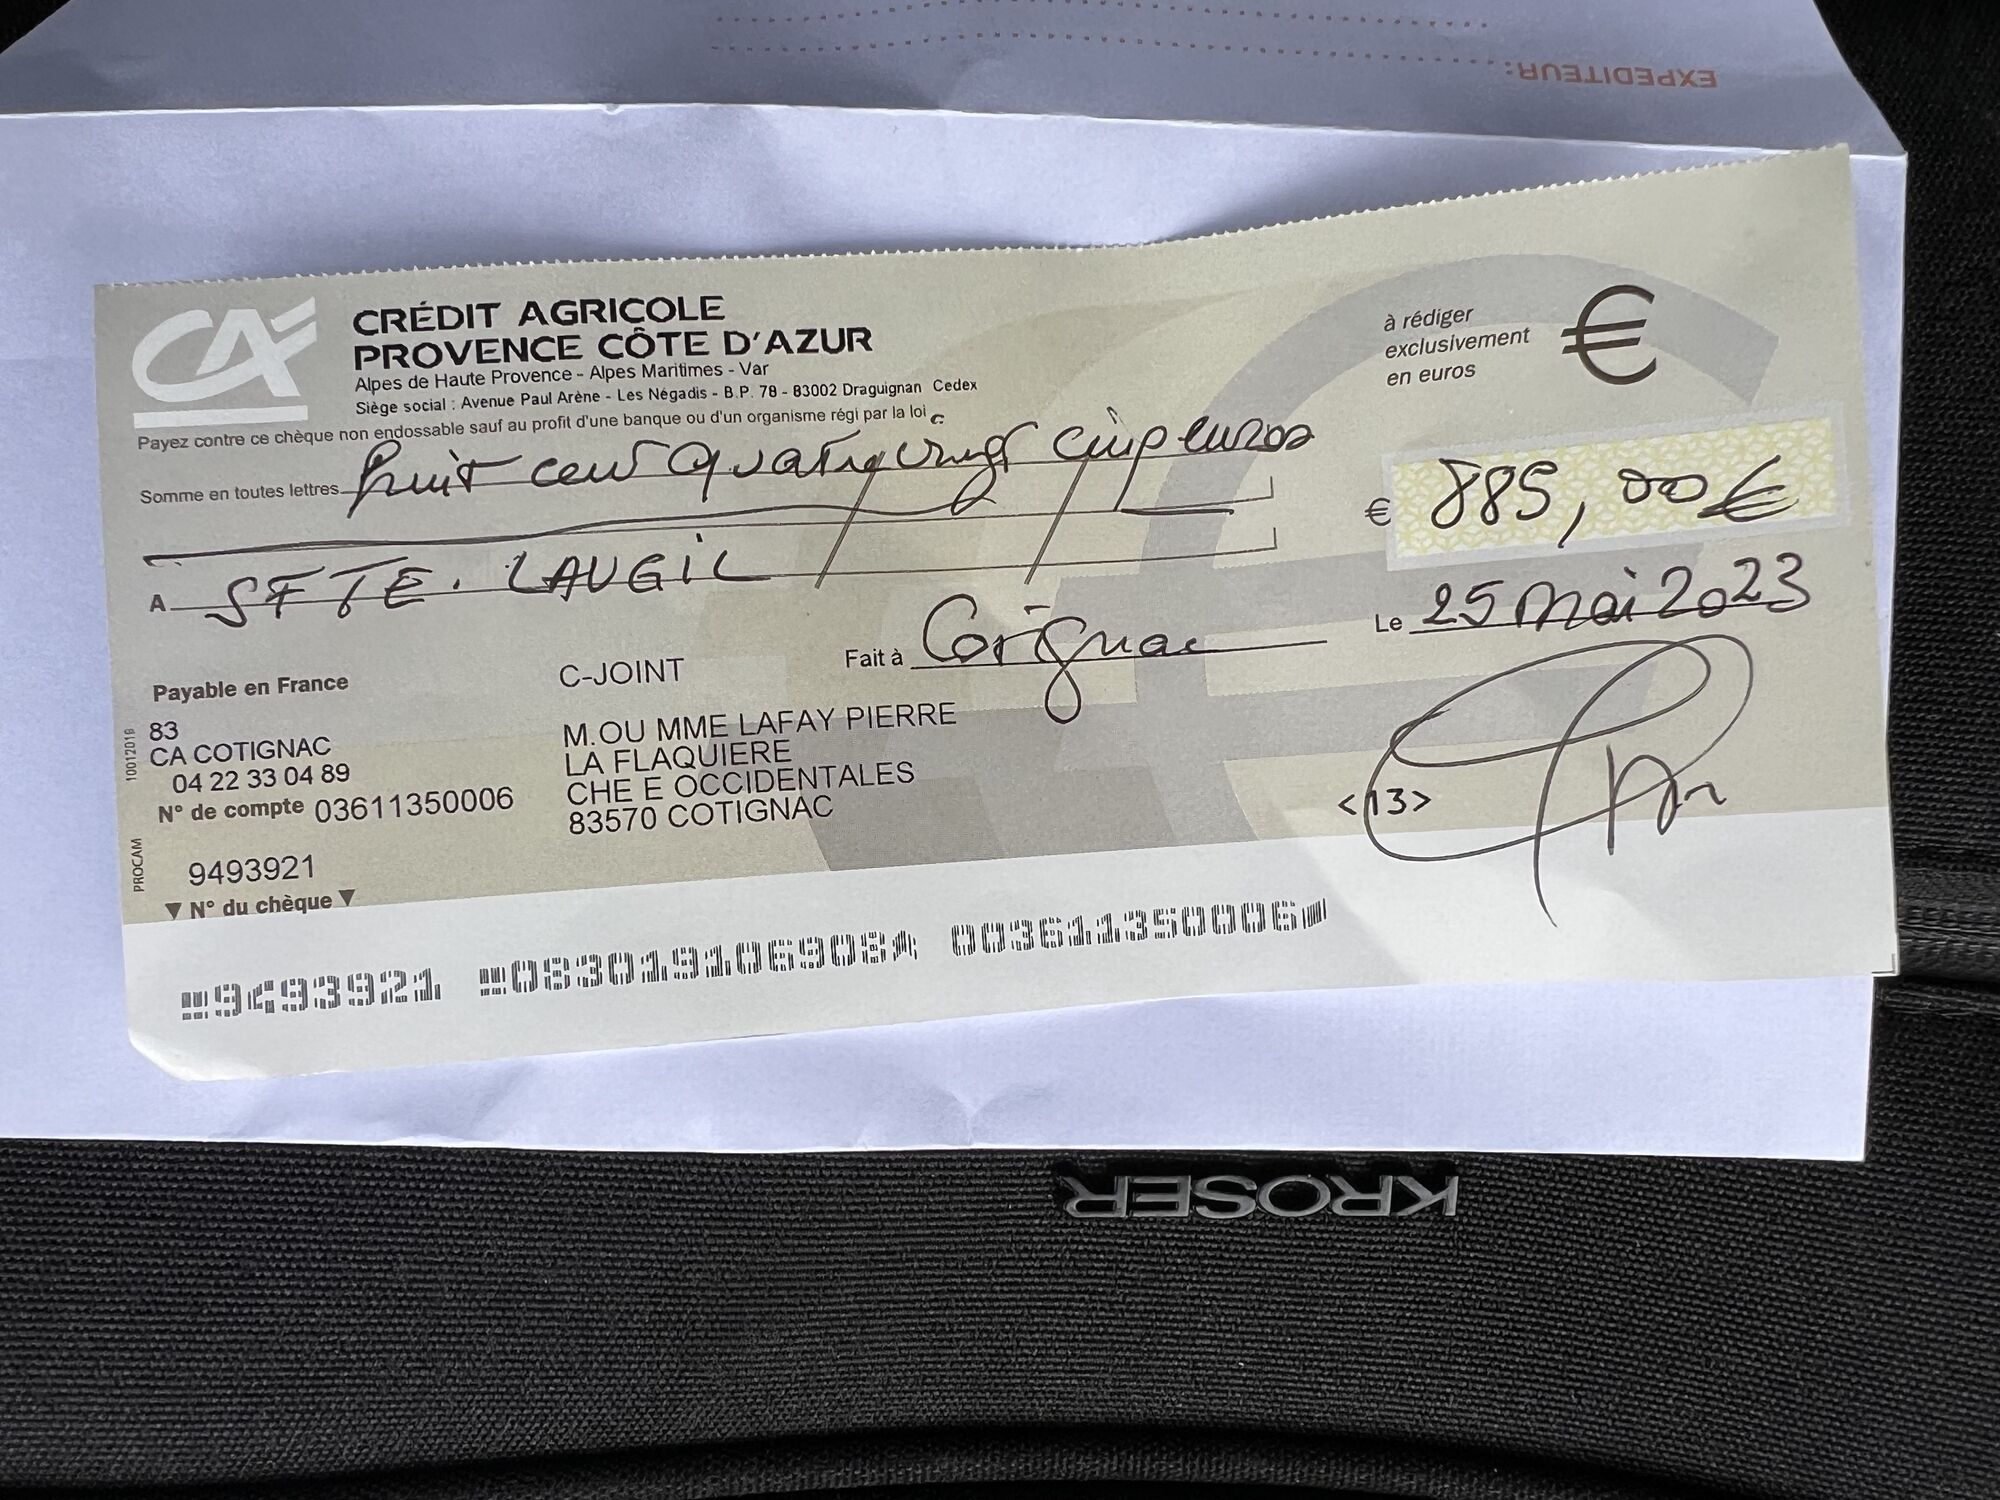 EXPEDITEUR:
CA
CRÉDIT AGRICOLE
PROVENCE CÔTE D'AZUR
Alpes de Haute Provence - Alpes Maritimes - Var
Siège social : Avenue Paul Arène - Les Négadis - B.P. 78 - 83002 Draguignan Cedex
Payez contre ce chèque non endossable sauf au profit d'une banque ou d'un organisme régi par la loi
à rédiger
exclusivement
en euros
€
Somme en toutes lettres huit cent quatre vingt cinq euros
€ 885,00€
A STTE. LAUGIL
Le 25 mai 2023
Fait à Cotignac
Payable en France
C-JOINT
83
CA COTIGNAC
04 22 33 04 89
N° de compte 03611350006
M.OU MME LAFAY PIERRE
LA FLAQUIERE
CHE E OCCIDENTALES
83570 COTIGNAC
<13>
9493921
▼ N° du chèque ▼
10012019
PROCAM
9493921 083019106908 003611350006
KROSER